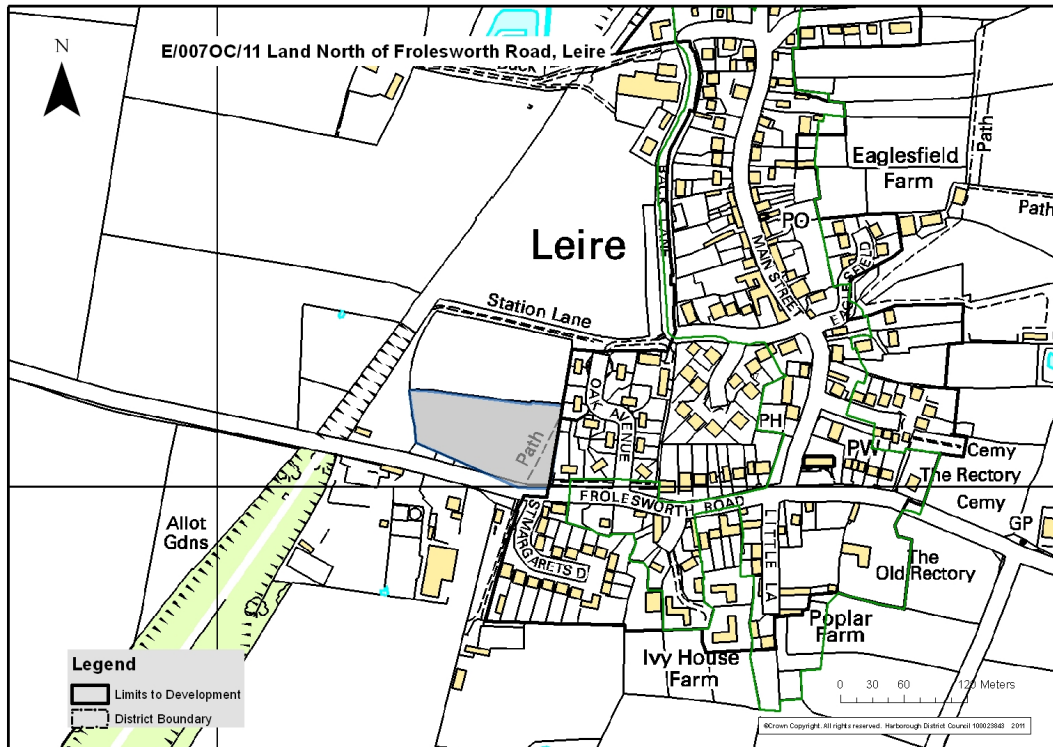 N
E/007OC/11 Land North of Frolesworth Road, Leire
BACK LANE
Eaglesfield
Farm
Path
Path
PO
MAIN STREET
Leire
Station Lane
OAK
AVENUE
PH
PW
Cemy
The Rectory
Cemy
Path
FROLESWORTH ROAD
ST MARGARETS D
LITTLE LA
GP
The
Old Rectory
Allot
Gdns
Poplar
Farm
Ivy House
Farm
Legend
Limits to Development
District Boundary
0 30 60 120 Meters
©Crown Copyright. All rights reserved. Harborough District Council 100023843 2011